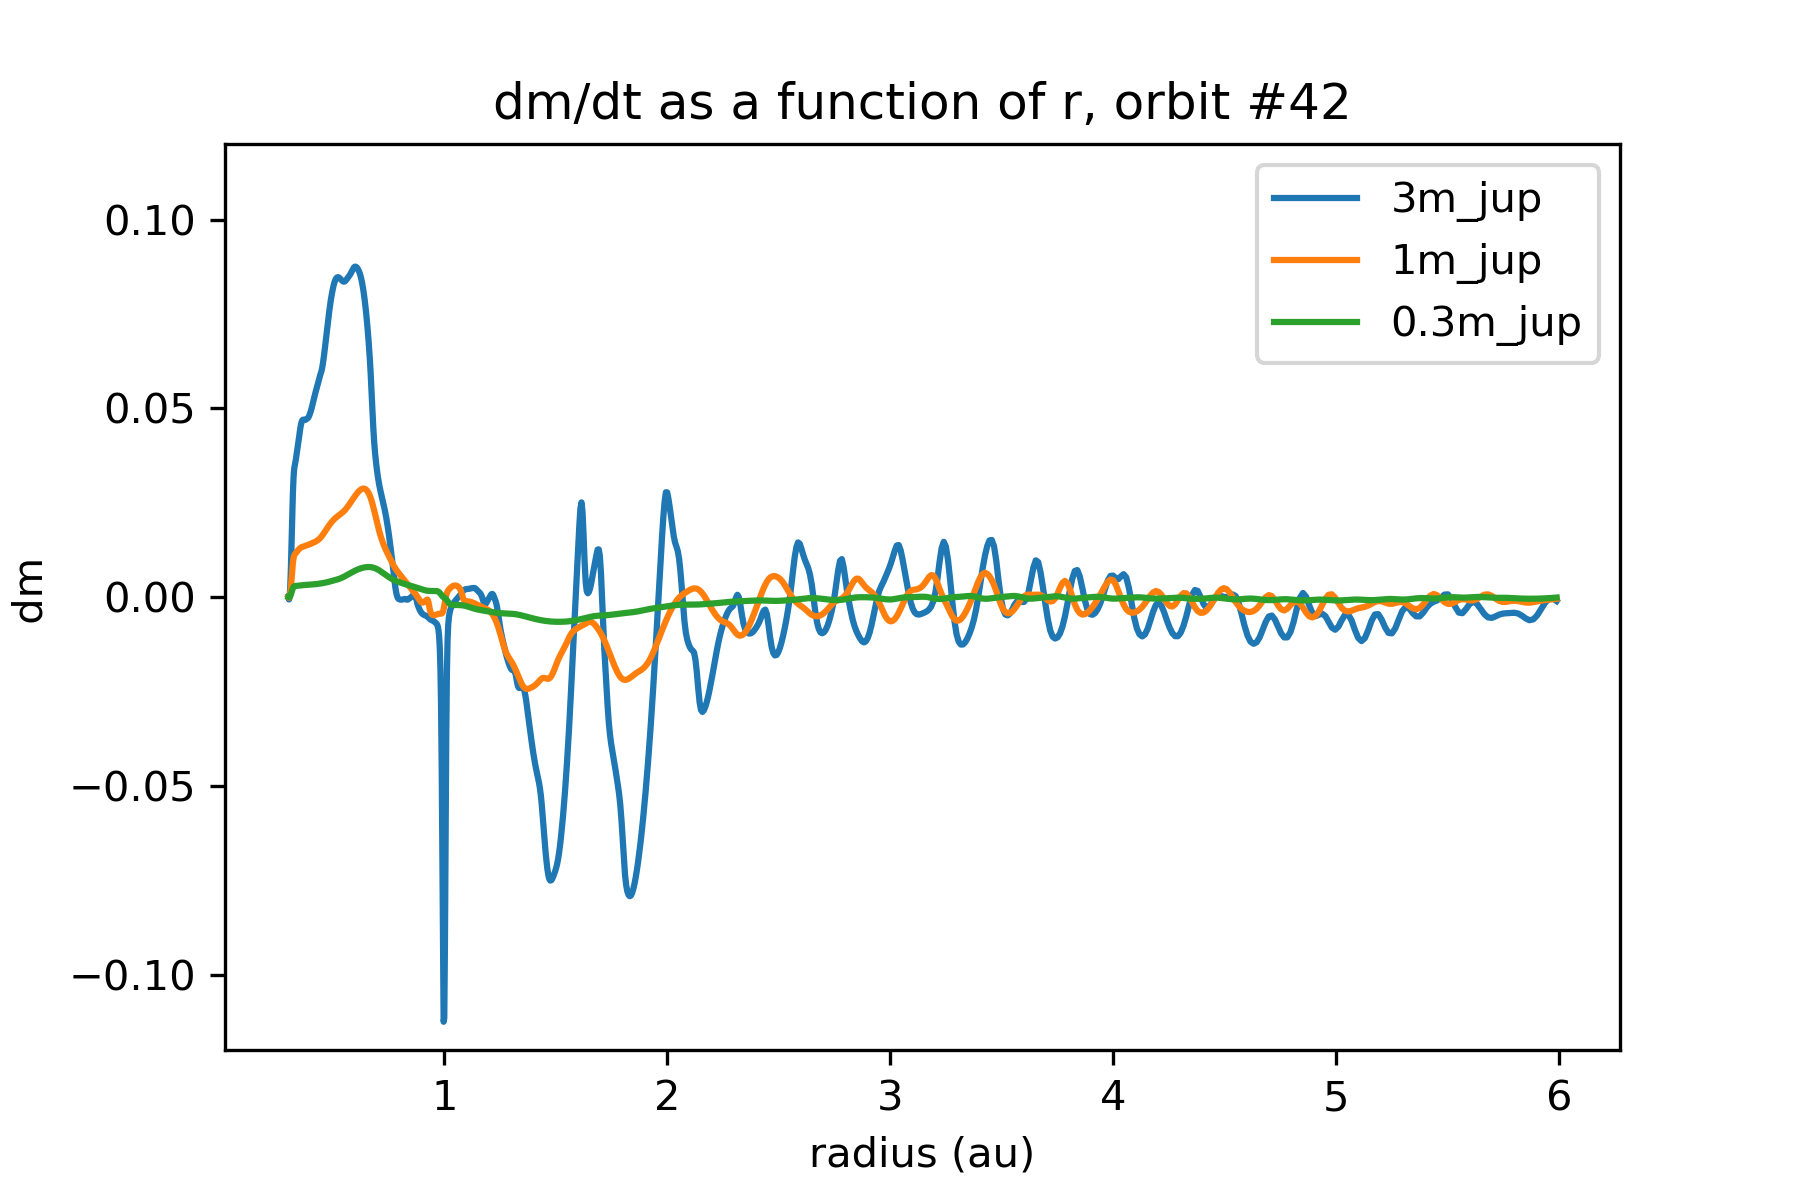 dm/dt as a function of r, orbit #42
3m_jup
1m_jup
0.3m_jup
0.10
0.05
0.00
−0.05
−0.10
dm
1 2 3 4 5 6
radius (au)